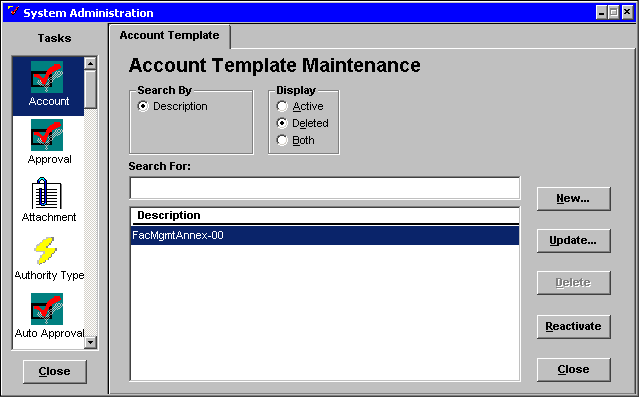 System Administration
Tasks
Account
Approval
Attachment
Authority Type
Auto Approval
Close
Account Template
Account Template Maintenance
Search By
Description
Display
Active
Deleted
Both
Search For:
Description
FacMgmtAnnex-00
New...
Update...
Delete
Reactivate
Close